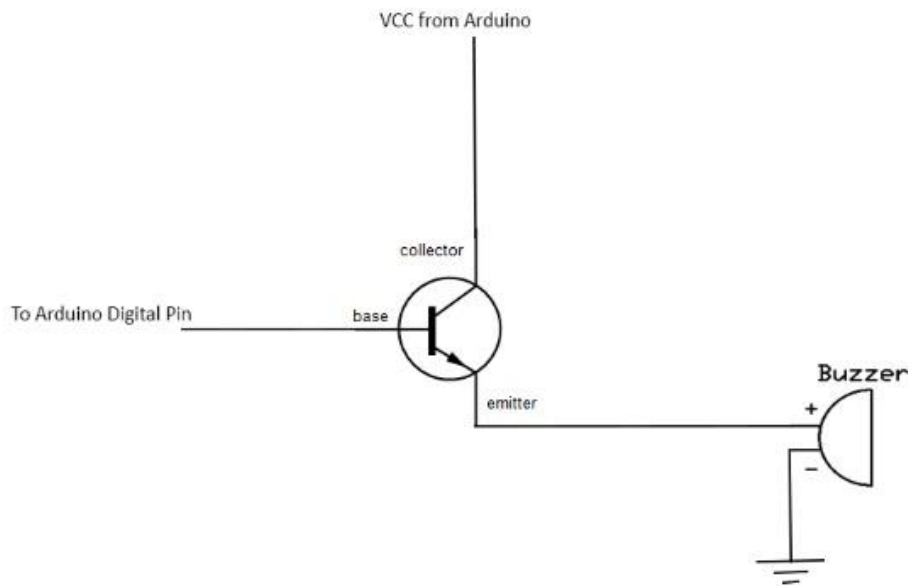 VCC from Arduino
collector
To Arduino Digital Pin
base
emitter
Buzzer
+
−